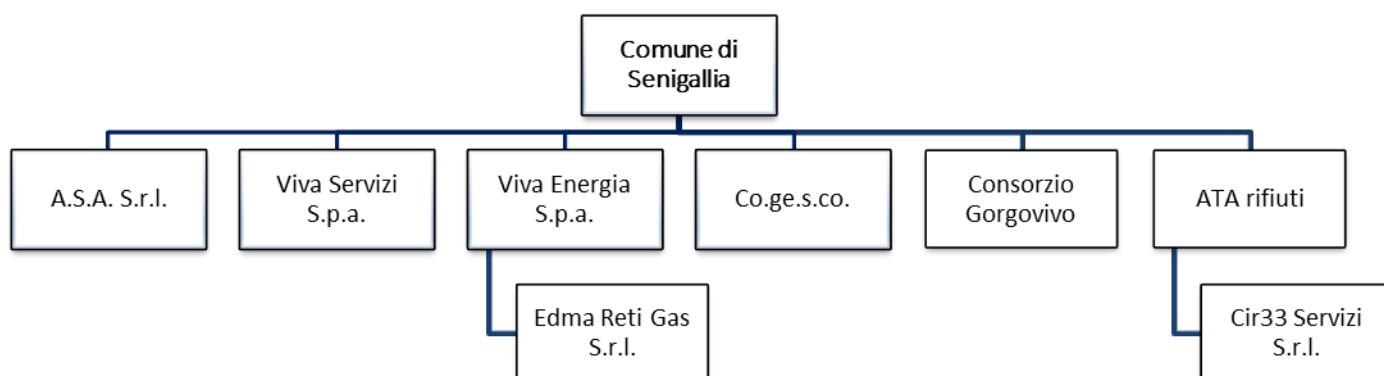 Comune di
Senigallia
A.S.A. S.r.l.
Viva Servizi
S.p.a.
Viva Energia
S.p.a.
Co.ge.s.co.
Consorzio
Gorgovivo
ATA rifiuti
Edma Reti Gas
S.r.l.
Cir33 Servizi
S.r.l.